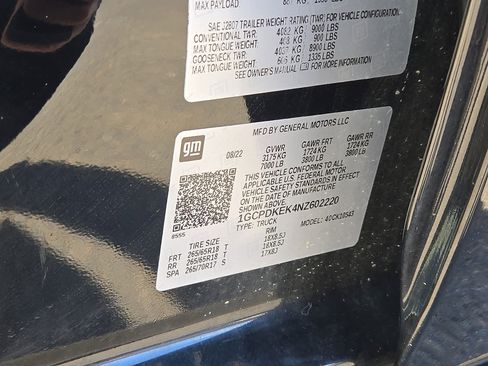 MAX PAYLOAD
SAE J2807 TRAILER WEIGHT RATING (TWR) FOR VEHICLE CONFIGURATION
CONVENTIONAL TWR: 4082 KG 9000 LBS
MAX TONGUE WEIGHT: 408 KG 900 LBS
GOOSENECK TWR: 4037 KG 8900 LBS
MAX TONGUE WEIGHT: 606 KG 1335 LBS
SEE OWNER'S MANUAL FOR MORE INFORMATION
gm
MFD BY GENERAL MOTORS LLC
08/22 GVWR GAWR FRT GAWR RR
3175 KG 1724 KG 1724 KG
7000 LB 3800 LB 3800 LB
THIS VEHICLE CONFORMS TO ALL APPLICABLE U.S. FEDERAL MOTOR
VEHICLE SAFETY STANDARDS IN EFFECT ON THE DATE OF MANUFACTURE
SHOWN ABOVE.
1GCPDKEK4NZ602220
TYPE: TRUCK MODEL: 4DCK10543
#555
TIRE SIZE RIM
FRT 265/65R18 T 18X8.5J
RR 265/65R18 T 18X8.5J
SPA 265/70R17 S 17X8J